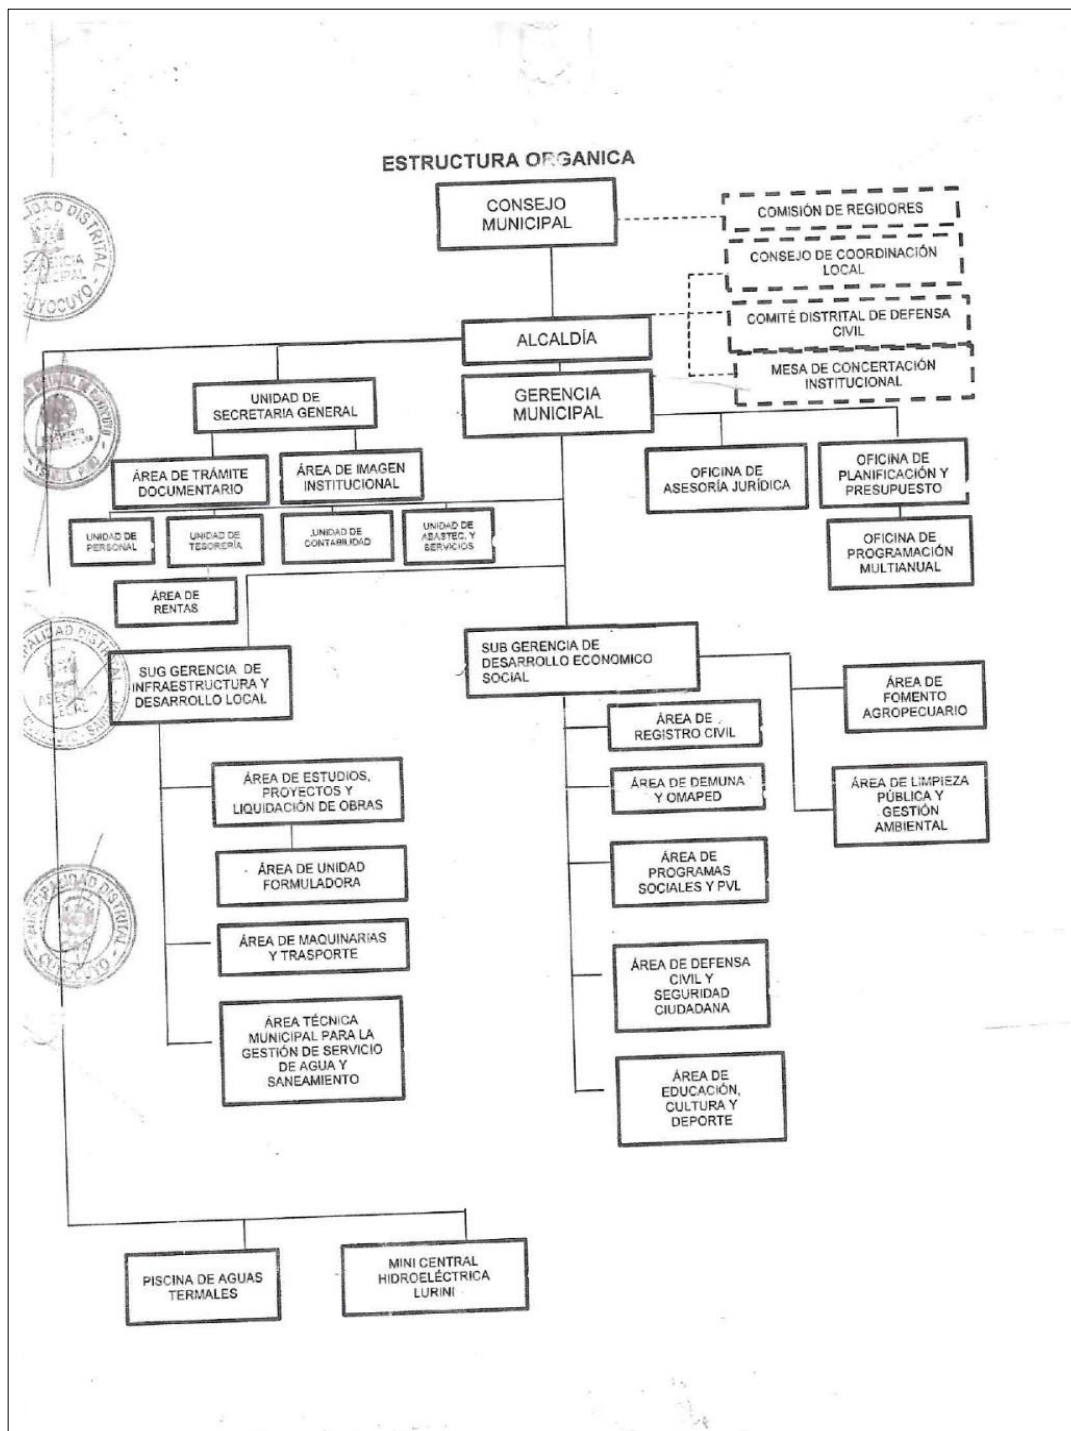 ESTRUCTURA ORGANICA
CONSEJO
MUNICIPAL
COMISIÓN DE REGIDORES
CONSEJO DE COORDINACIÓN
LOCAL
COMITÉ DISTRITAL DE DEFENSA
CIVIL
MESA DE CONCERTACIÓN
INSTITUCIONAL
ALCALDÍA
GERENCIA
MUNICIPAL
UNIDAD DE
SECRETARIA GENERAL
ÁREA DE TRÁMITE
DOCUMENTARIO
ÁREA DE IMAGEN
INSTITUCIONAL
OFICINA DE
ASESORÍA JURÍDICA
OFICINA DE
PLANIFICACIÓN Y
PRESUPUESTO
UNIDAD DE
PERSONAL
UNIDAD DE
TESORERÍA
UNIDAD DE
CONTABILIDAD
UNIDAD DE
ABASTEC. Y
SERVICIOS
OFICINA DE
PROGRAMACIÓN
MULTIANUAL
ÁREA DE
RENTAS
SUG GERENCIA DE
INFRAESTRUCTURA Y
DESARROLLO LOCAL
SUB GERENCIA DE
DESARROLLO ECONOMICO
SOCIAL
ÁREA DE
FOMENTO
AGROPECUARIO
ÁREA DE
REGISTRO CIVIL
ÁREA DE ESTUDIOS,
PROYECTOS Y
LIQUIDACIÓN DE OBRAS
ÁREA DE DEMUNA
Y OMAPED
ÁREA DE LIMPIEZA
PÚBLICA Y
GESTIÓN
AMBIENTAL
ÁREA DE UNIDAD
FORMULADORA
ÁREA DE
PROGRAMAS
SOCIALES Y PVL
ÁREA DE MAQUINARIAS
Y TRASPORTE
ÁREA DE DEFENSA
CIVIL Y
SEGURIDAD
CIUDADANA
ÁREA TÉCNICA
MUNICIPAL PARA LA
GESTIÓN DE SERVICIO
DE AGUA Y
SANEAMIENTO
ÁREA DE
EDUCACIÓN,
CULTURA Y
DEPORTE
PISCINA DE AGUAS
TERMALES
MINI CENTRAL
HIDROELÉCTRICA
LURINI